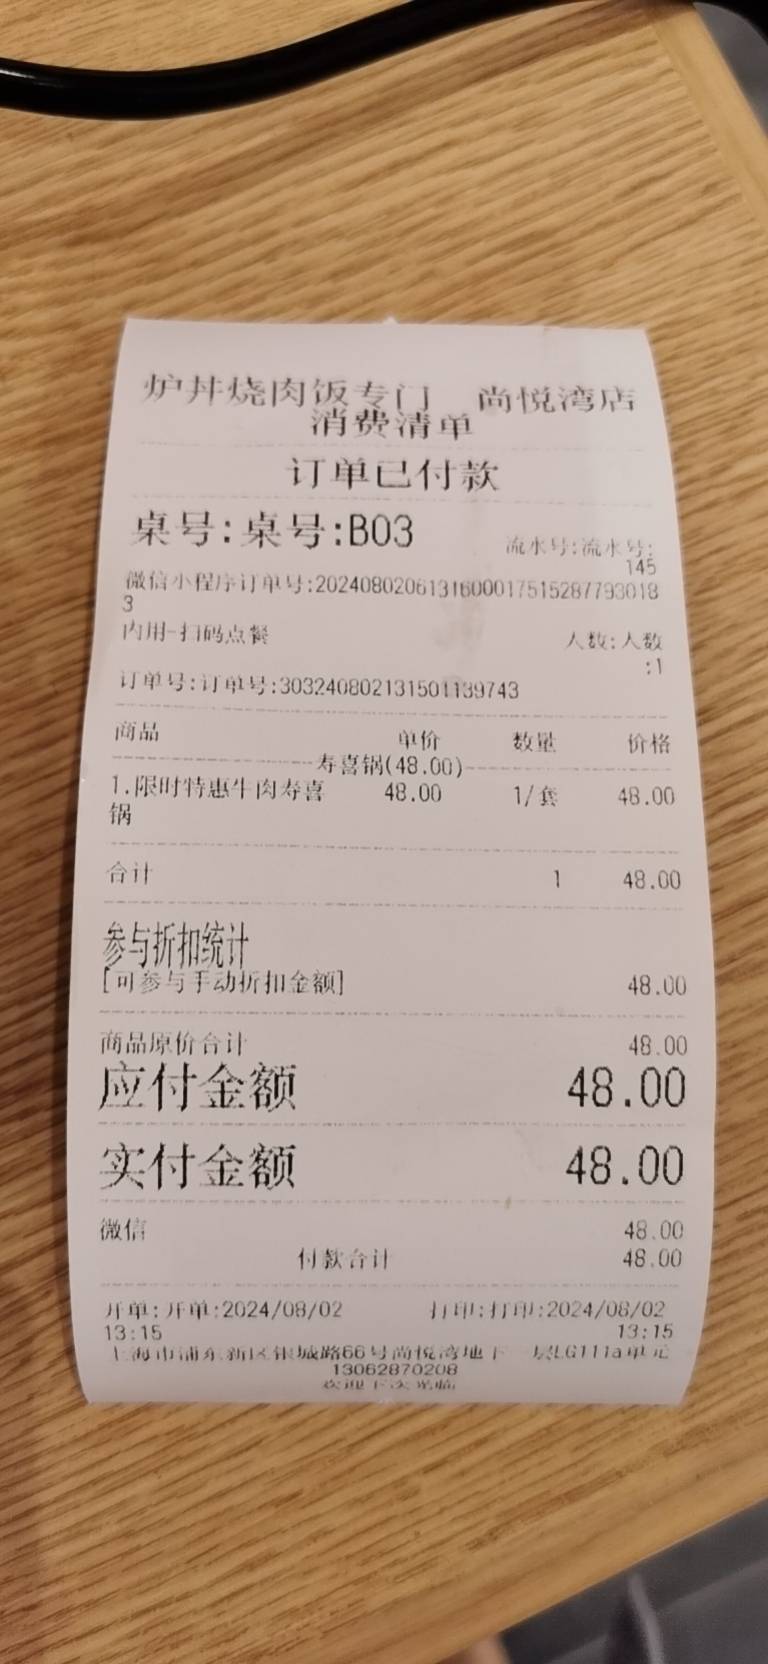 炉丼烧肉饭专门 尚悦湾店
消费清单
订单已付款
桌号:桌号:B03 流水号:流水号:
145
微信小程序订单号:2024080206131600017515287793018
3
内用-扫码点餐 人数:人数
:1
订单号:订单号:303240802131501139743
商品 单价 数量 价格
寿喜锅(48.00)
1.限时特惠牛肉寿喜 48.00 1/套 48.00
锅
合计 1 48.00
参与折扣统计
[可参与手动折扣金额] 48.00
商品原价合计 48.00
应付金额 48.00
实付金额 48.00
微信 48.00
付款合计 48.00
开单:开单:2024/08/02 打印:打印:2024/08/02
13:15 13:15
上海市浦东新区银城路66号尚悦湾地下一层LG111a单元
13062870208
欢迎下次光临